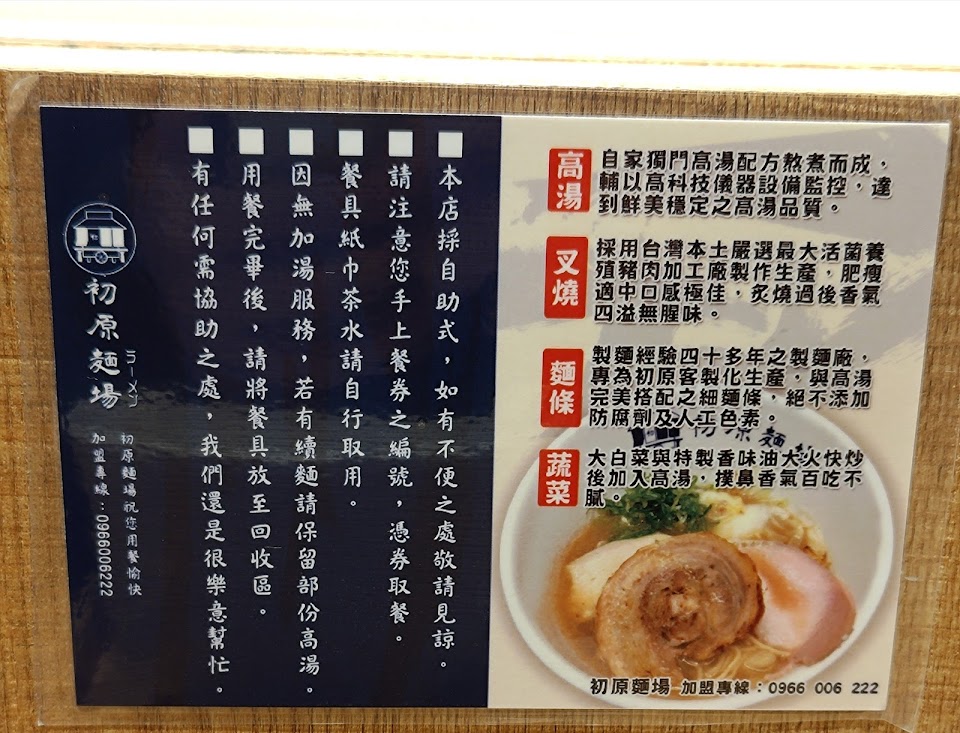 ■本店採自助式，如有不便之處敬請見諒。
■請注意您手上餐券之編號，憑券取餐。
■餐具紙巾茶水請自行取用。
■因無加湯服務，若有續麵請保留部份高湯。
■用餐完畢後，請將餐具放至回收區。
■有任何需協助之處，我們還是很樂意幫忙。
初原麵場
ラーメン
初原麵場祝您用餐愉快
加盟專線：0966006222
高湯
自家獨門高湯配方熬煮而成，
輔以高科技儀器設備監控，達
到鮮美穩定之高湯品質。
叉燒
採用台灣本土嚴選最大活菌養
殖豬肉加工廠製作生產，肥瘦
適中口感極佳，炙燒過後香氣
四溢無腥味。
麵條
製麵經驗四十多年之製麵廠，
專為初原客製化生產，與高湯
完美搭配之細麵條，絕不添加
防腐劑及人工色素。
蔬菜
大白菜與特製香味油大火快炒
後加入高湯，撲鼻香氣百吃不
膩。
初原麵場
初原麵場 加盟專線：0966 006 222